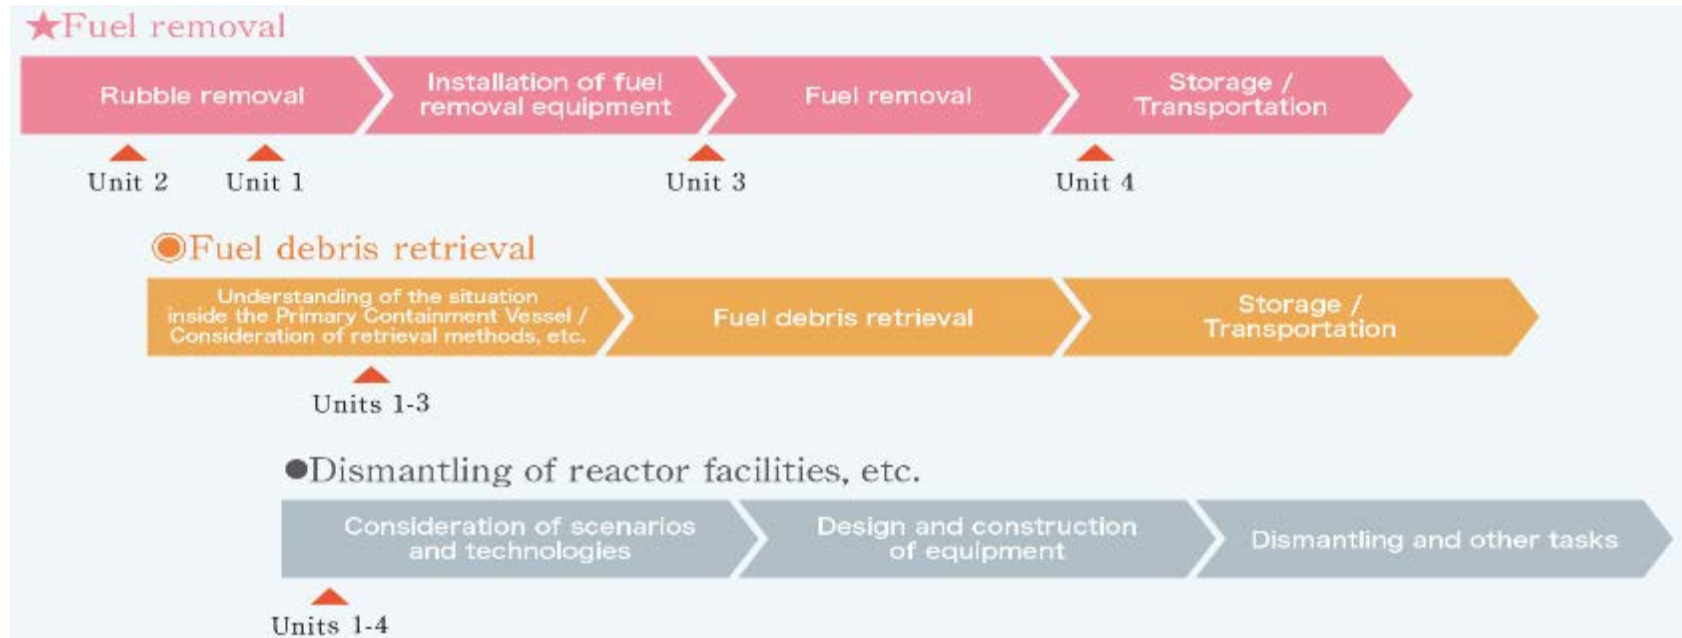 ★Fuel removal
Rubble removal
Installation of fuel
removal equipment
Fuel removal
Storage /
Transportation
Unit 2
Unit 1
Unit 3
Unit 4
Fuel debris retrieval
Understanding of the situation
inside the Primary Containment Vessel /
Consideration of retrieval methods, etc.
Fuel debris retrieval
Storage /
Transportation
Units 1-3
Dismantling of reactor facilities, etc.
Consideration of scenarios
and technologies
Design and construction
of equipment
Dismantling and other tasks
Units 1-4